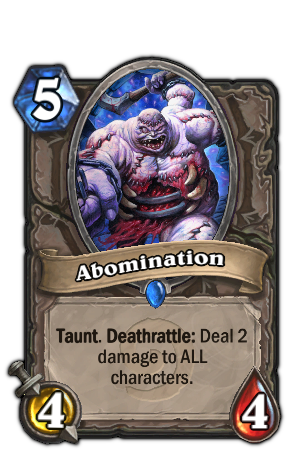 5
Abomination
Taunt. Deathrattle: Deal 2
damage to ALL
characters.
4
4